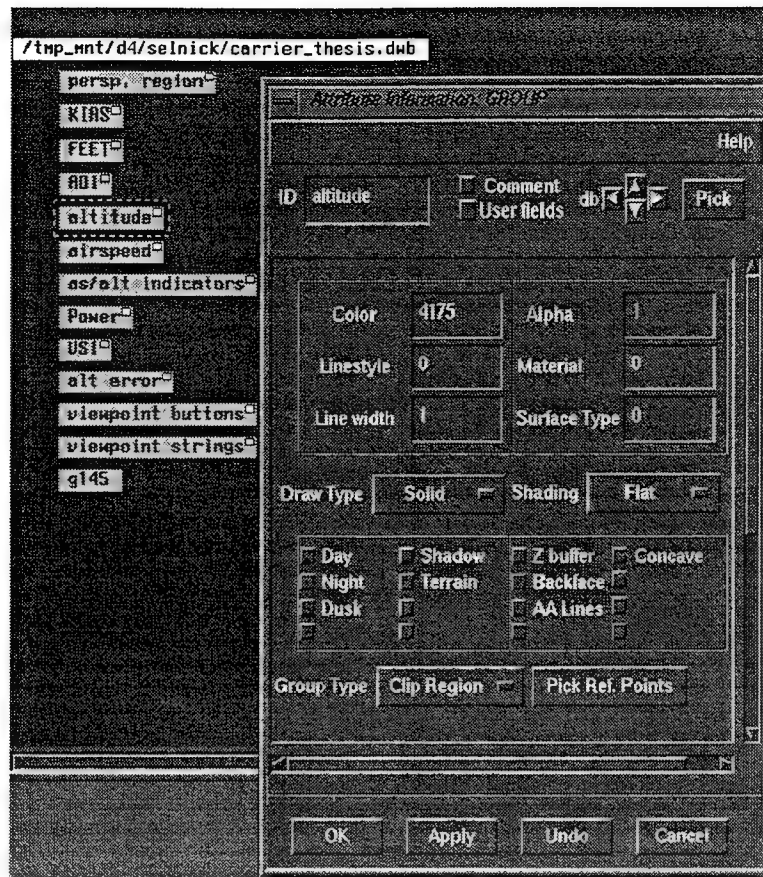 /tmp_mnt/d4/selnick/carrier_thesis.dwb
persp. region
KIAS
FEET
ADI
altitude
airspeed
as/alt indicators
Power
VSI
alt error
viewpoint buttons
viewpoint strings
g145
Attribute Information: GROUP
Help
ID altitude Comment db Pick
User fields
Color 4175 Alpha 1
Linestyle 0 Material 0
Line width 1 Surface Type 0
Draw Type Solid Shading Flat
Day Shadow Z buffer Concave
Night Terrain Backface
Dusk AA Lines
Group Type Clip Region Pick Ref. Points
OK Apply Undo Cancel